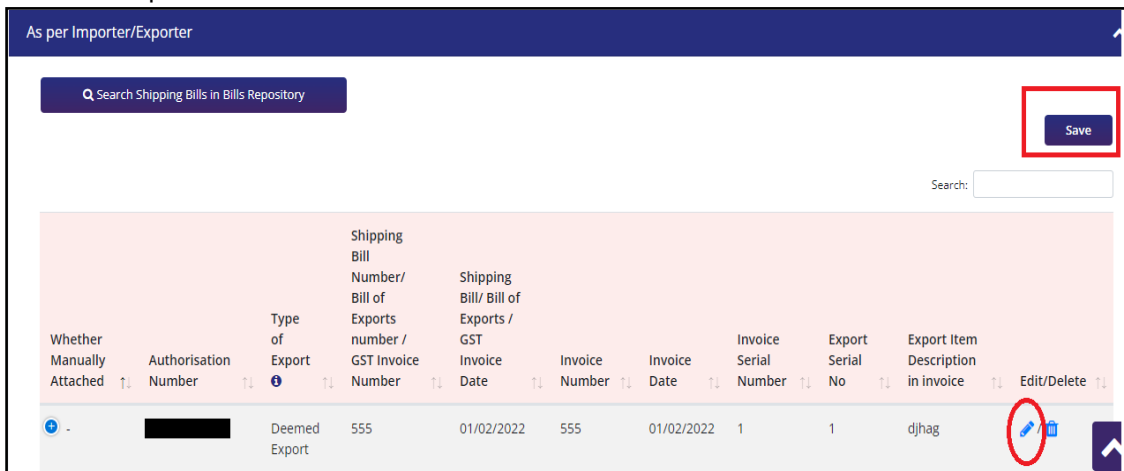 As per Importer/Exporter
Search Shipping Bills in Bills Repository
Save
Search:
Whether
Manually
Attached
Authorisation
Number
Type
of
Export
Shipping
Bill
Number/
Bill of
Exports
number /
GST Invoice
Number
Shipping
Bill/ Bill of
Exports /
GST
Invoice
Date
Invoice
Number
Invoice
Date
Invoice
Serial
Number
Export
Serial
No
Export Item
Description
in invoice
Edit/Delete
-
Deemed
Export
555
01/02/2022
555
01/02/2022
1
1
djhag
/